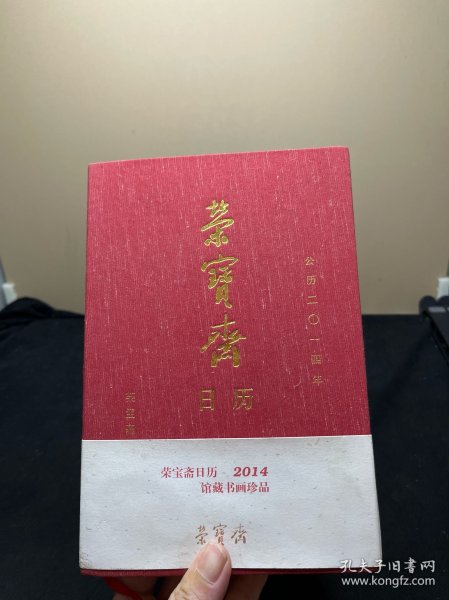 公历二〇一四年
榮寶齋
日历
荣宝斋日历 2014
馆藏书画珍品
榮寶齋
孔夫子旧书网
www.kongfz.com